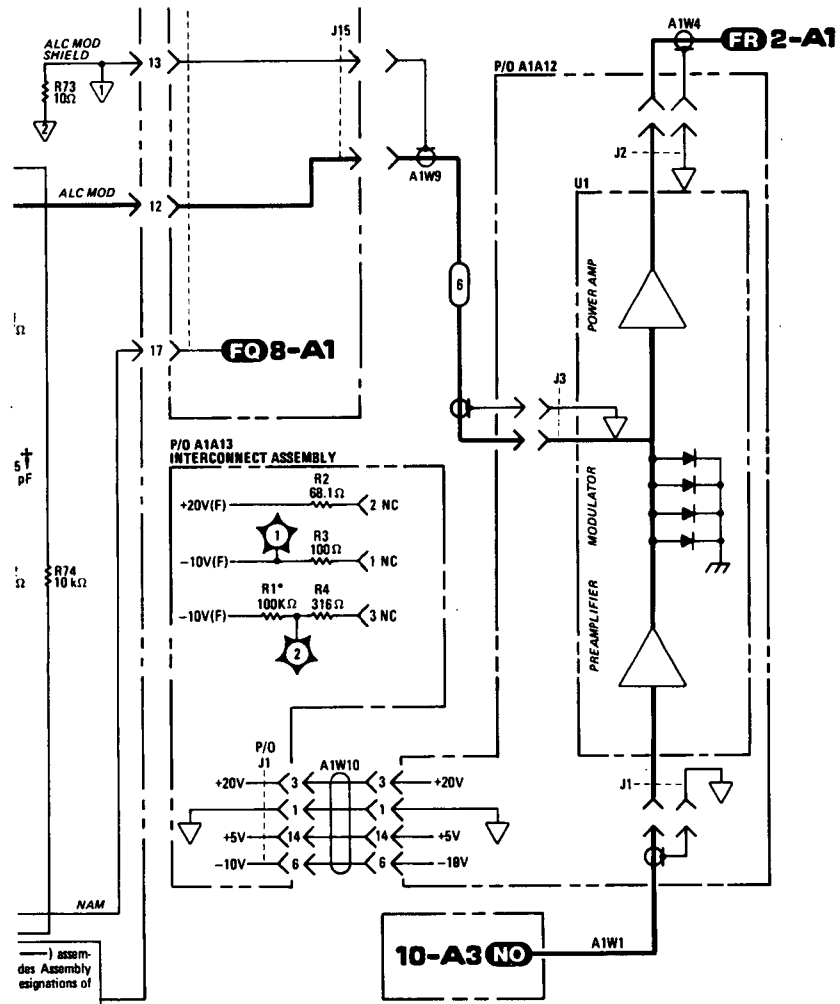 ALC MOD
SHIELD
13
R73
10Ω
1
2
J15
A1W4
FR 2-A1
P/O A1A12
J2
A1W9
U1
ALC MOD
12
POWER AMP
6
Ω
17
FQ 8-A1
J3
P/O A1A13
INTERCONNECT ASSEMBLY
5 †
pF
R2
68.1Ω
+20V(F)
2 NC
1
R3
100Ω
-10V(F)
1 NC
R1*
100KΩ
R4
316Ω
-10V(F)
3 NC
2
MODULATOR
Ω
R74
10 kΩ
PREAMPLIFIER
P/O
J1
A1W10
+20V 3 3 +20V
1 1
+5V 14 14 +5V
-10V 6 6 -10V
J1
NAM
10-A3 NO
A1W1
) assem-
des Assembly
esignations of